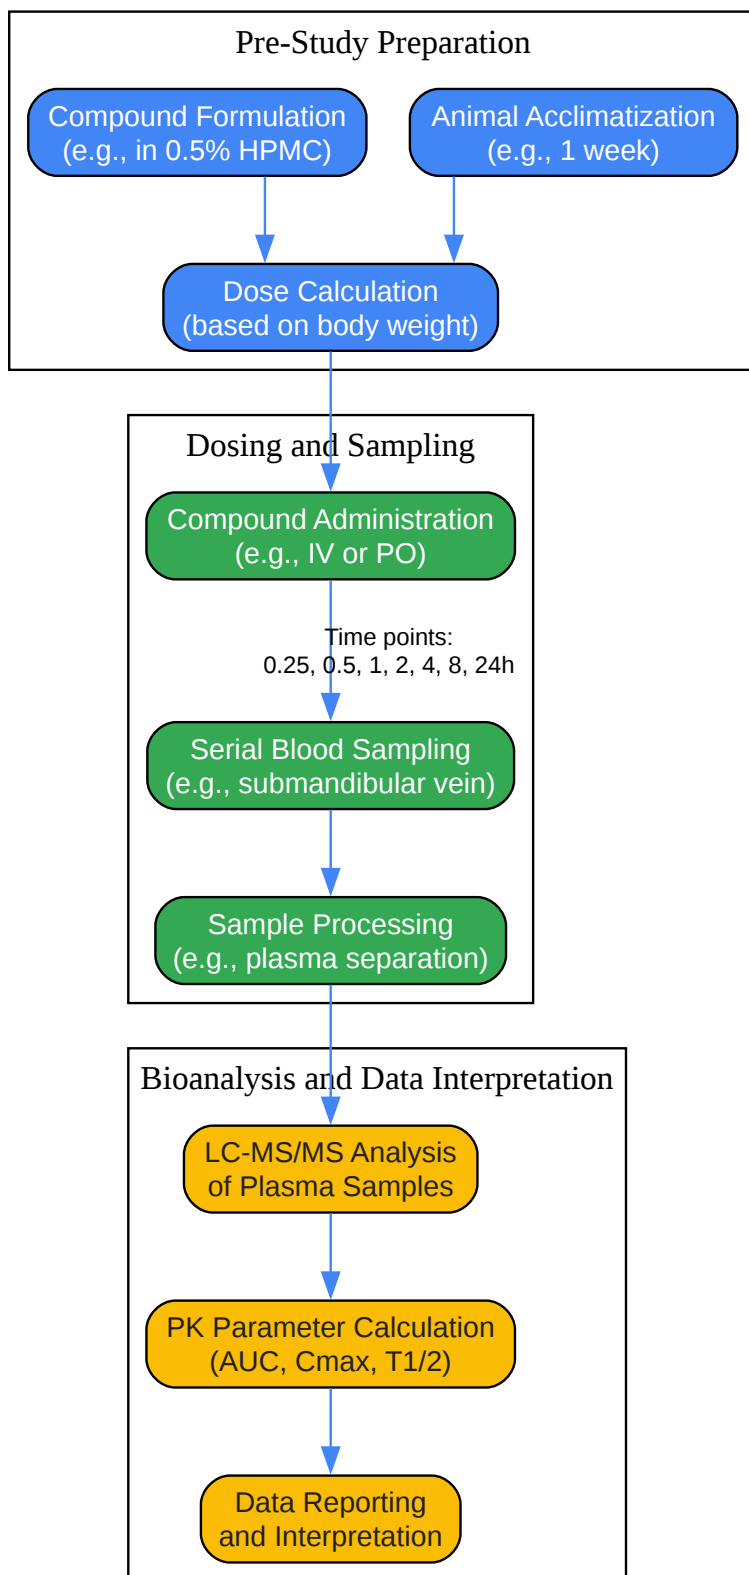 Pre-Study Preparation
Compound Formulation
(e.g., in 0.5% HPMC)
Animal Acclimatization
(e.g., 1 week)
Dose Calculation
(based on body weight)
Dosing and Sampling
Compound Administration
(e.g., IV or PO)
Time points:
0.25, 0.5, 1, 2, 4, 8, 24h
Serial Blood Sampling
(e.g., submandibular vein)
Sample Processing
(e.g., plasma separation)
Bioanalysis and Data Interpretation
LC-MS/MS Analysis
of Plasma Samples
PK Parameter Calculation
(AUC, Cmax, T1/2)
Data Reporting
and Interpretation